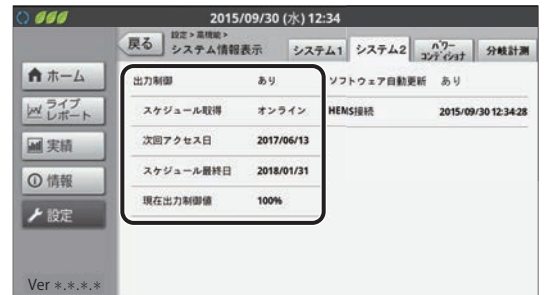 2015/09/30 (水) 12:34
戻る
設定 > 高機能 >
システム情報表示
システム1
システム2
パワーコンディショナ
分岐計測
ホーム
ライブ
レポート
実績
情報
設定
Ver *.*.*.*
出力制御 あり
スケジュール取得 オンライン
次回アクセス日 2017/06/13
スケジュール最終日 2018/01/31
現在出力制御値 100%
ソフトウェア自動更新 あり
HEMS接続 2015/09/30 12:34:28